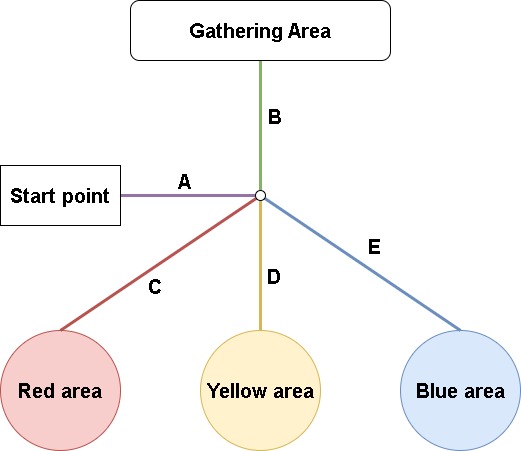 Gathering Area
B
A
Start point
E
D
C
Red area
Yellow area
Blue area